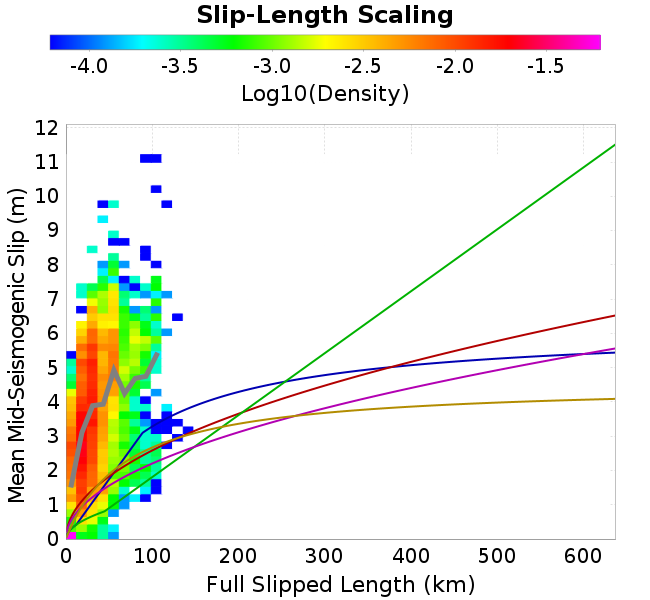 Slip-Length Scaling
-4.0 -3.5 -3.0 -2.5 -2.0 -1.5
Log10(Density)
Mean Mid-Seismogenic Slip (m)
12
11
10
9
8
7
6
5
4
3
2
1
0
0 100 200 300 400 500 600
Full Slipped Length (km)